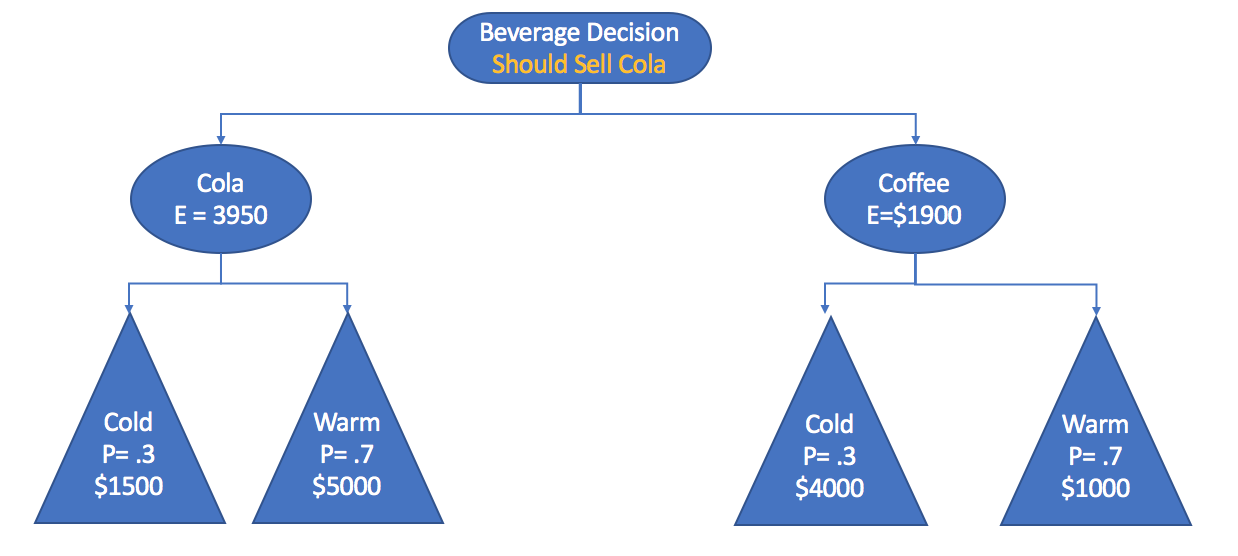 Beverage Decision
Should Sell Cola
Cola
E = 3950
Coffee
E=$1900
Cold
P= .3
$1500
Warm
P= .7
$5000
Cold
P= .3
$4000
Warm
P= .7
$1000